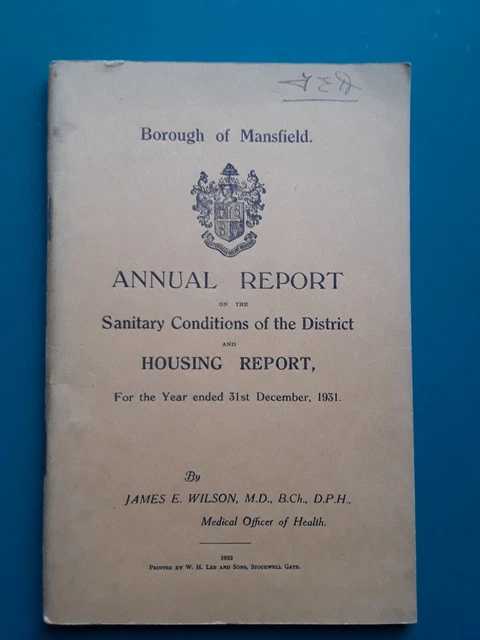 Borough of Mansfield.
ANNUAL REPORT
ON THE
Sanitary Conditions of the District
AND
HOUSING REPORT,
For the Year ended 31st December, 1931.
By
JAMES E. WILSON, M.D., B.Ch., D.P.H.,
Medical Officer of Health.
1932
PRINTED BY W. H. LEE AND SONS, STOCKWELL GATE.